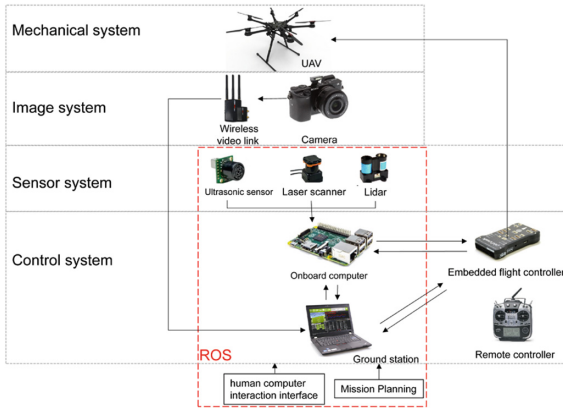 Mechanical system
UAV
Image system
Wireless
video link
Camera
Sensor system
Ultrasonic sensor
Laser scanner
Lidar
Control system
Onboard computer
Embedded flight controller
ROS
Ground station
Remote controller
human computer
interaction interface
Mission Planning